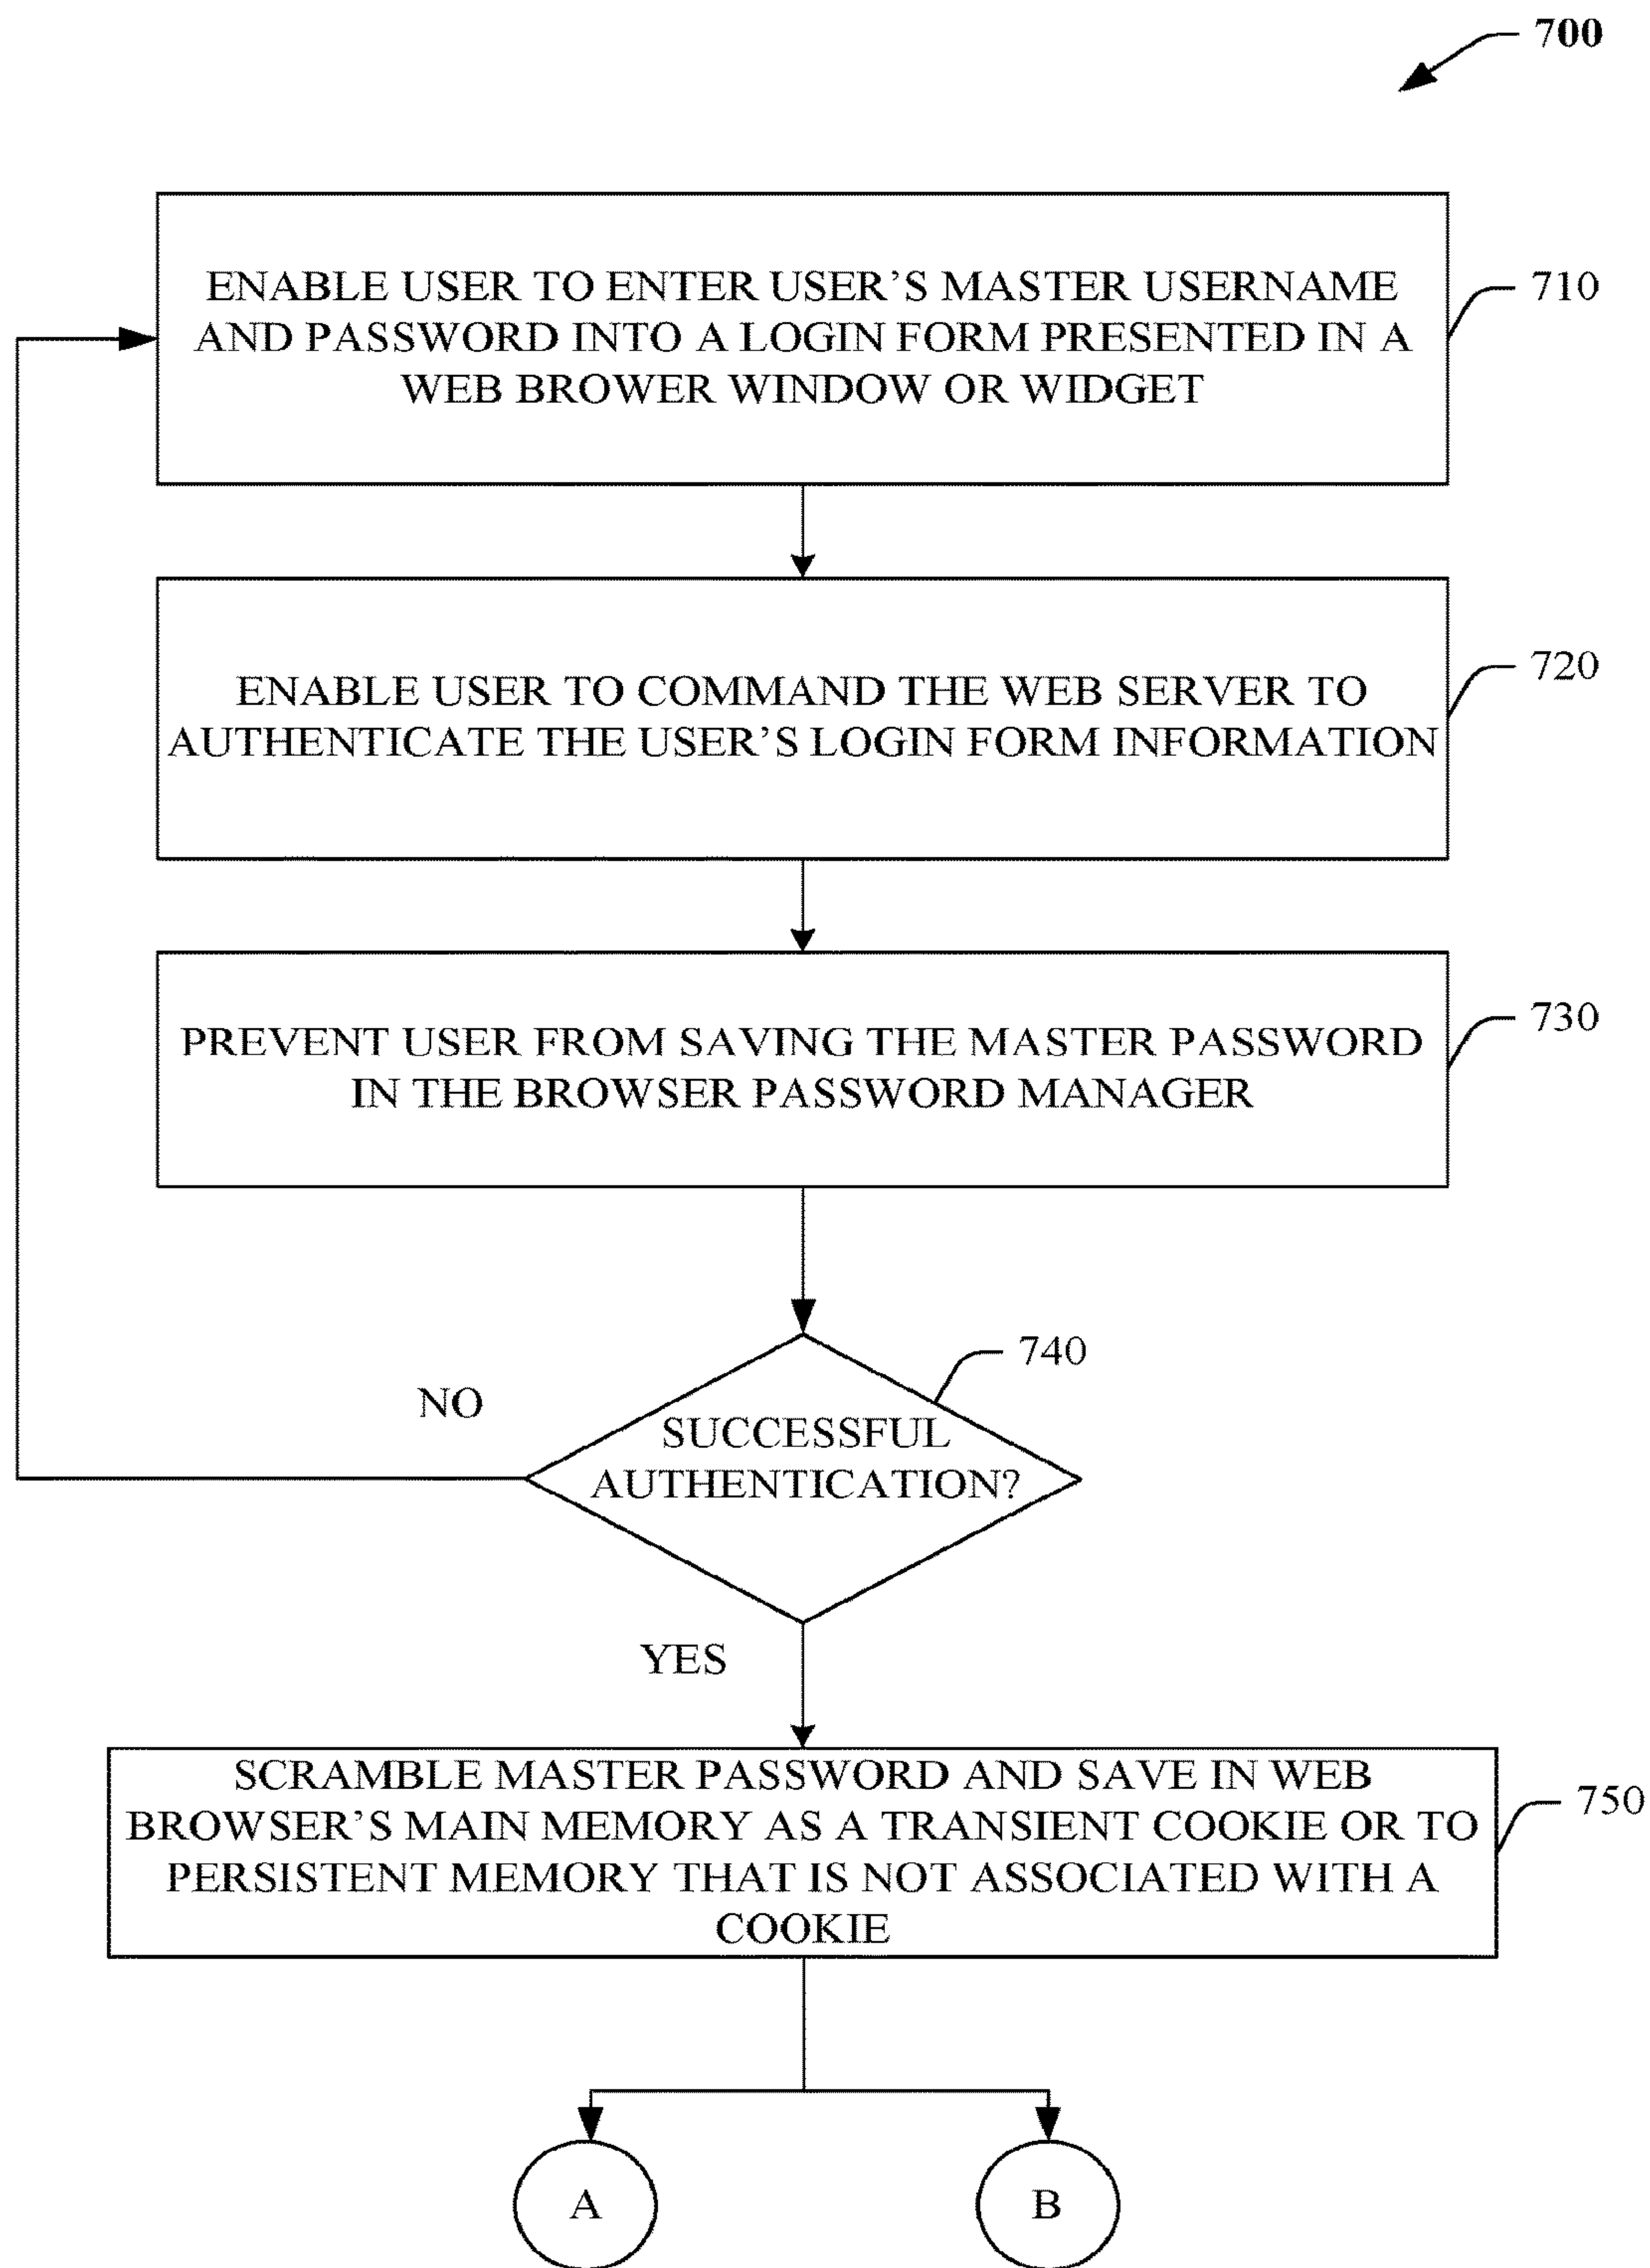 700
ENABLE USER TO ENTER USER'S MASTER USERNAME
AND PASSWORD INTO A LOGIN FORM PRESENTED IN A
WEB BROWER WINDOW OR WIDGET
710
ENABLE USER TO COMMAND THE WEB SERVER TO
AUTHENTICATE THE USER'S LOGIN FORM INFORMATION
720
PREVENT USER FROM SAVING THE MASTER PASSWORD
IN THE BROWSER PASSWORD MANAGER
730
740
NO
SUCCESSFUL
AUTHENTICATION?
YES
SCRAMBLE MASTER PASSWORD AND SAVE IN WEB
BROWSER'S MAIN MEMORY AS A TRANSIENT COOKIE OR TO
PERSISTENT MEMORY THAT IS NOT ASSOCIATED WITH A
COOKIE
750
A
B